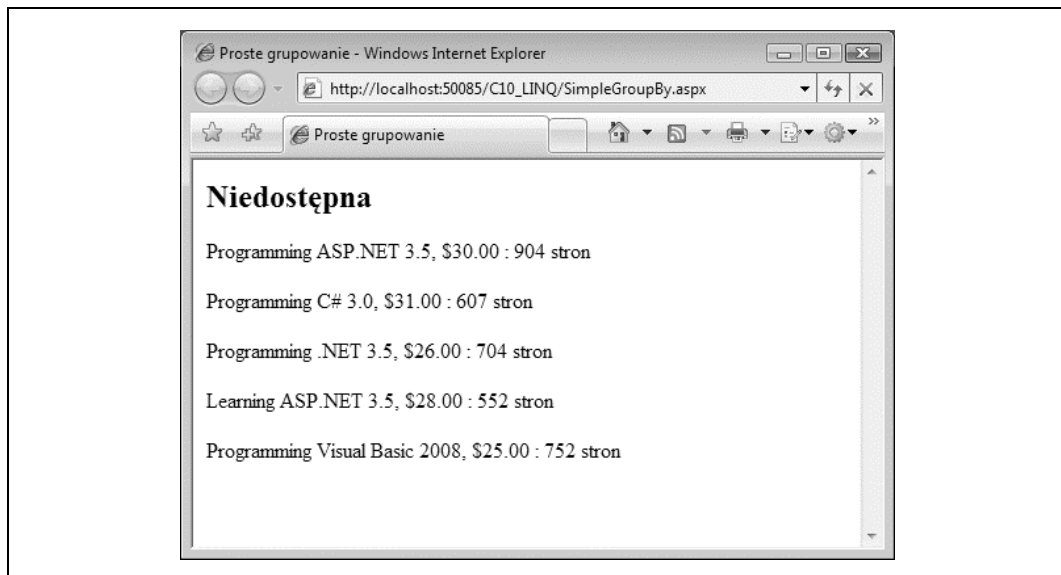 Proste grupowanie - Windows Internet Explorer
http://localhost:50085/C10_LINQ/SimpleGroupBy.aspx
Proste grupowanie
Niedostępna
Programming ASP.NET 3.5, $30.00 : 904 stron
Programming C# 3.0, $31.00 : 607 stron
Programming .NET 3.5, $26.00 : 704 stron
Learning ASP.NET 3.5, $28.00 : 552 stron
Programming Visual Basic 2008, $25.00 : 752 stron